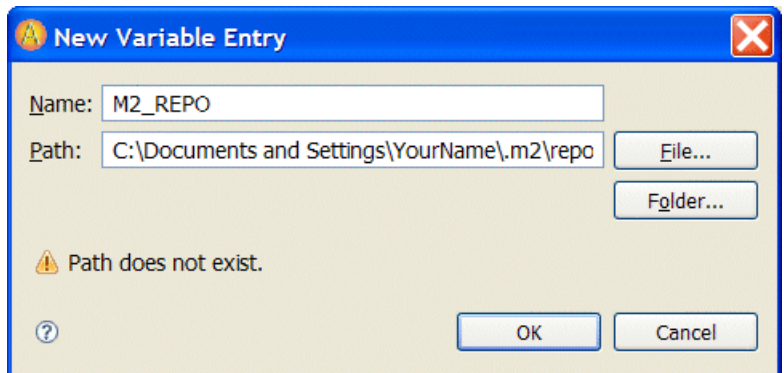 New Variable Entry
Name: M2_REPO
Path: C:\Documents and Settings\YourName\.m2\repo File...
Folder...
Path does not exist.
OK Cancel